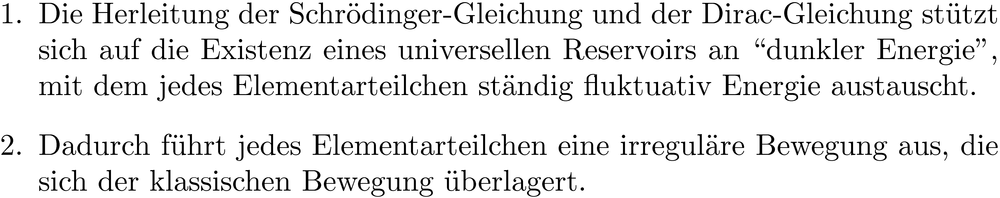 1. Die Herleitung der Schrödinger-Gleichung und der Dirac-Gleichung stützt
sich auf die Existenz eines universellen Reservoirs an “dunkler Energie”,
mit dem jedes Elementarteilchen ständig fluktuativ Energie austauscht.
2. Dadurch führt jedes Elementarteilchen eine irreguläre Bewegung aus, die
sich der klassischen Bewegung überlagert.